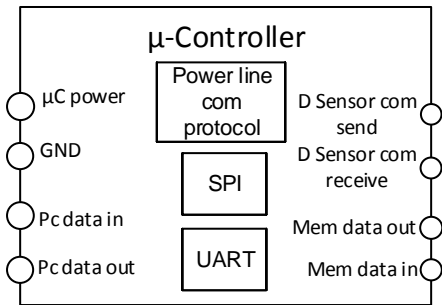 μ-Controller
Power line
com
protocol
SPI
UART
μC power
GND
Pc data in
Pc data out
D Sensor com
send
D Sensor com
receive
Mem data out
Mem data in